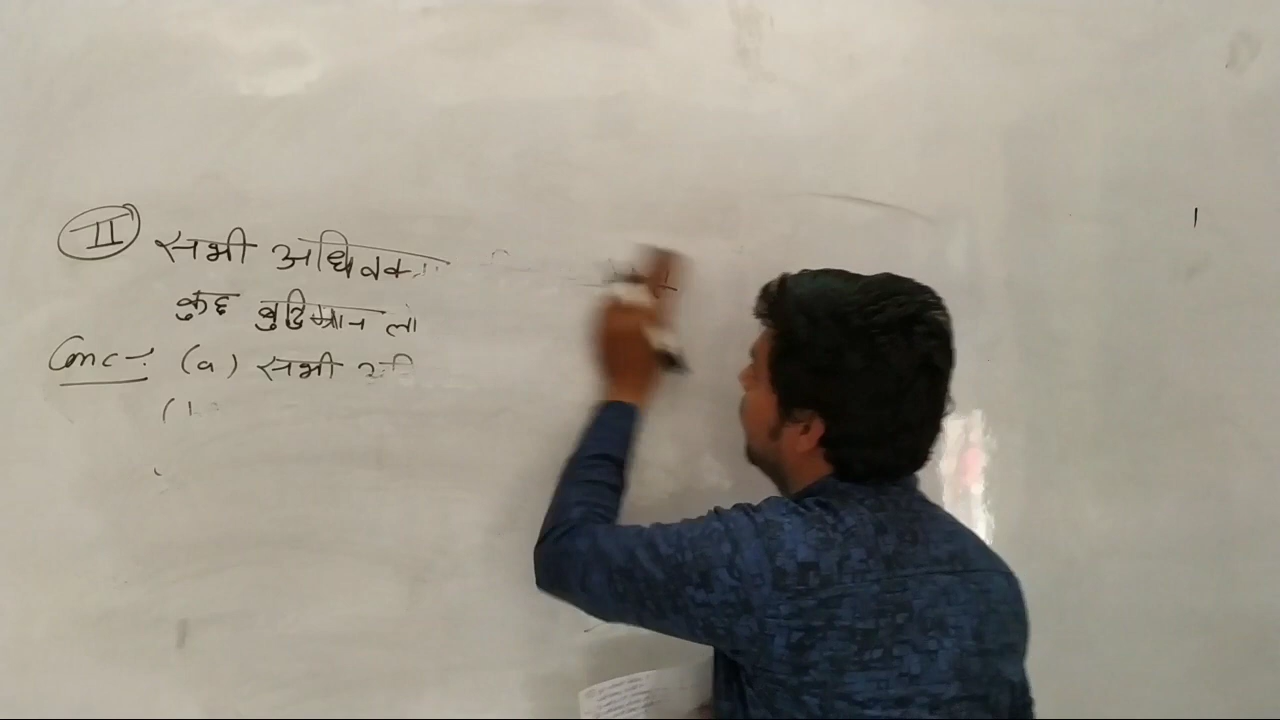 (II) सभी अधिवक
कुछ बुद्धिमान लो
Conc:- (a) सभी